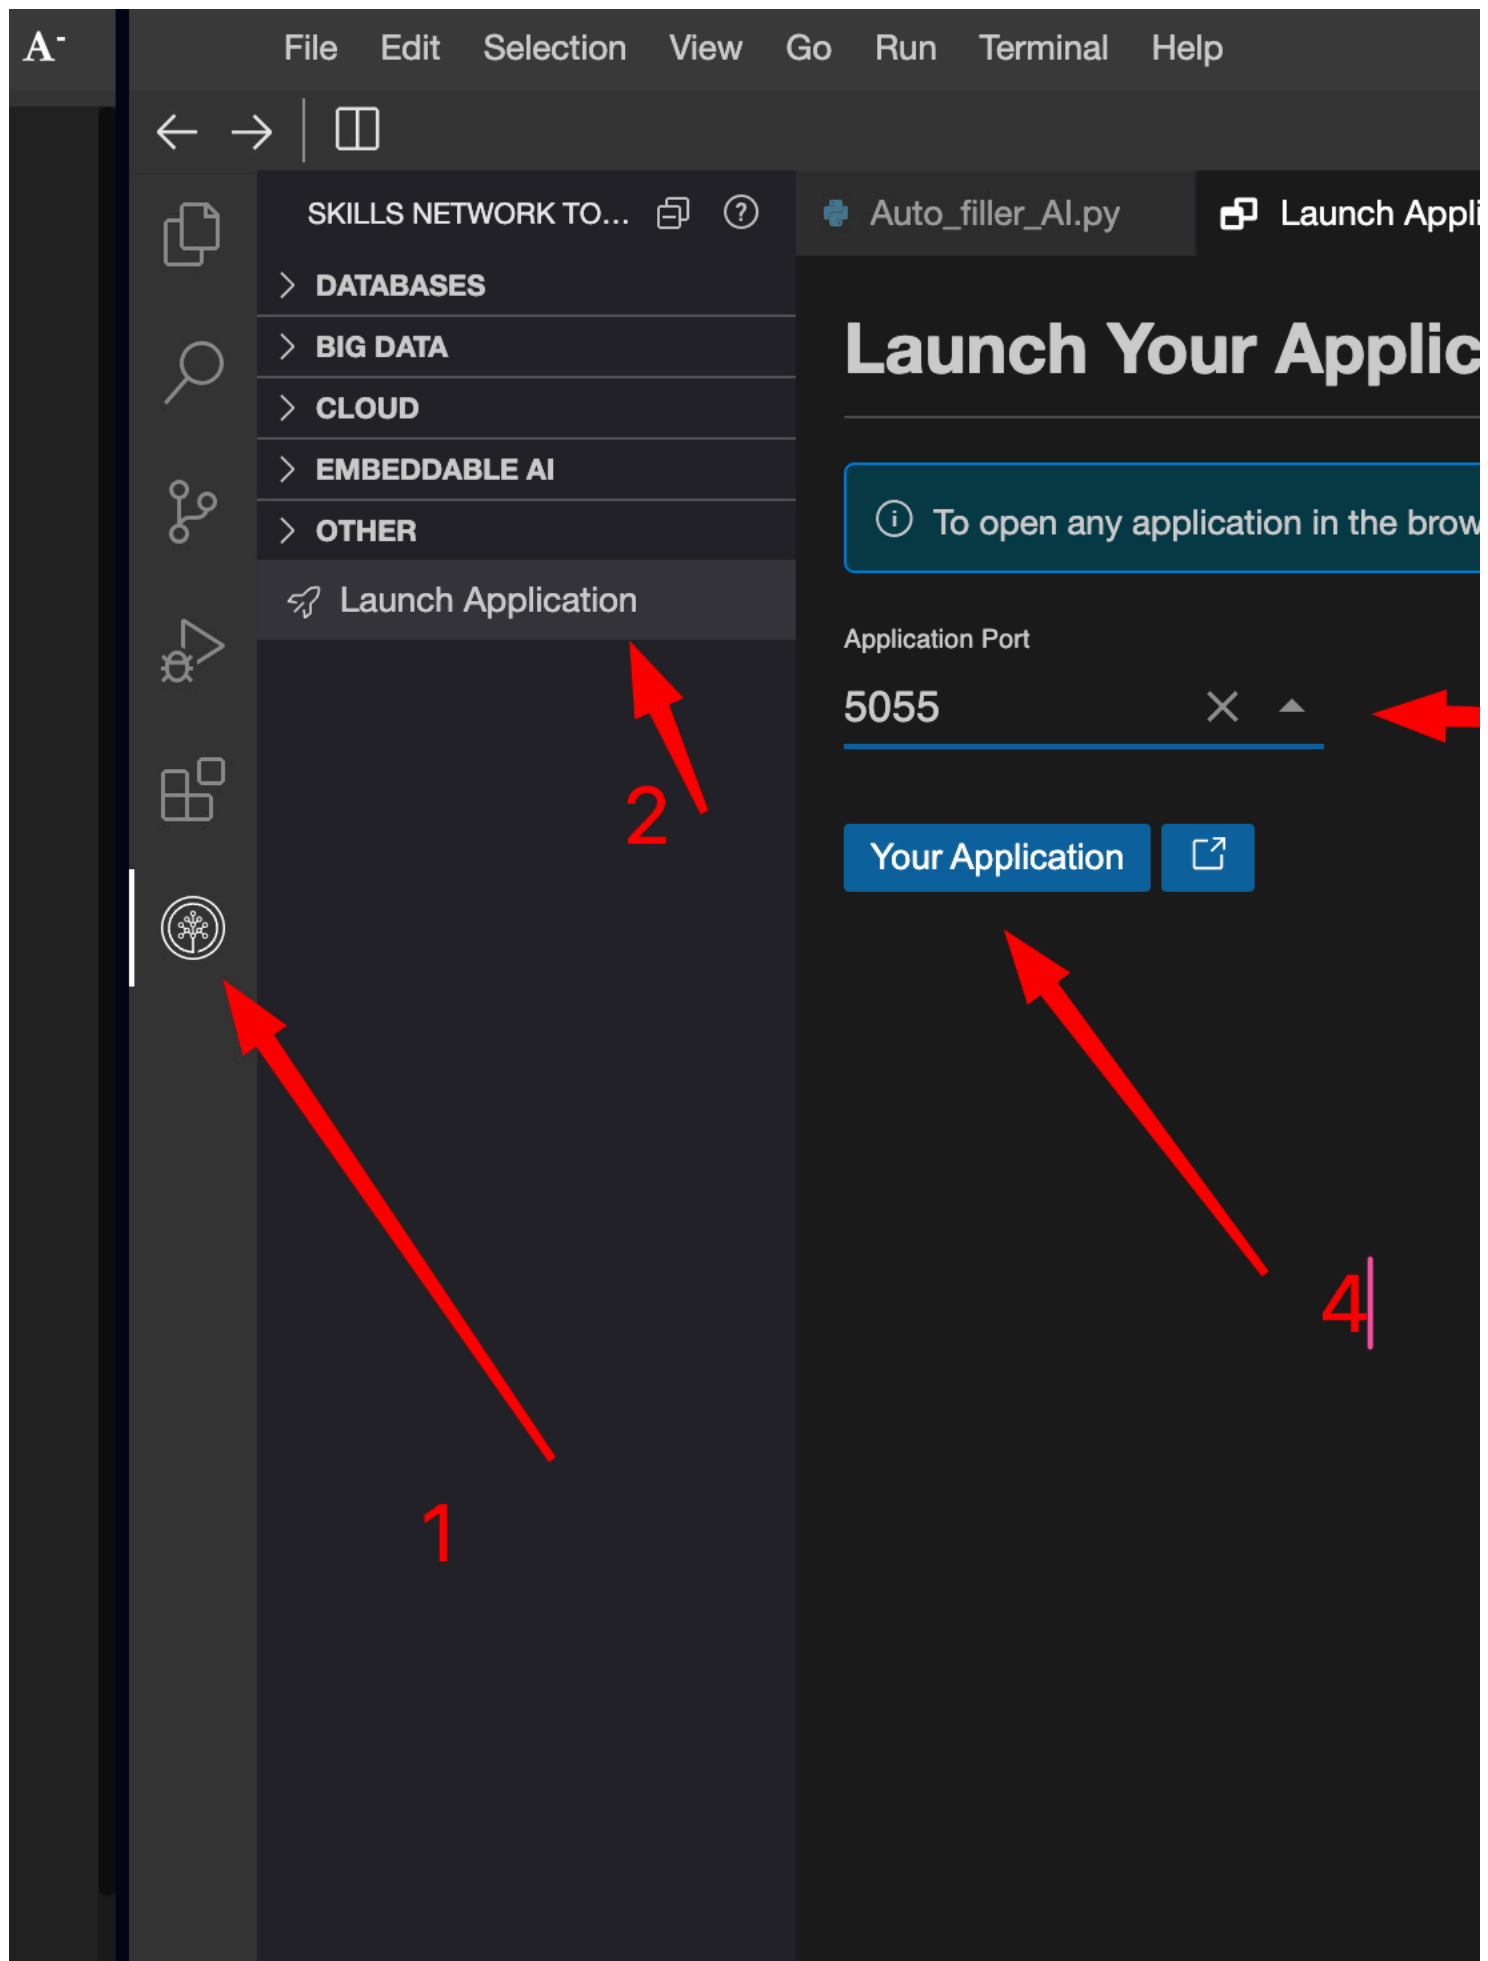 A-
File Edit Selection View Go Run Terminal Help
SKILLS NETWORK TO...
DATABASES
BIG DATA
CLOUD
EMBEDDABLE AI
OTHER
Launch Application
2
1
Auto_filler_AI.py Launch Appli
Launch Your Applic
To open any application in the brow
Application Port
5055
Your Application
4